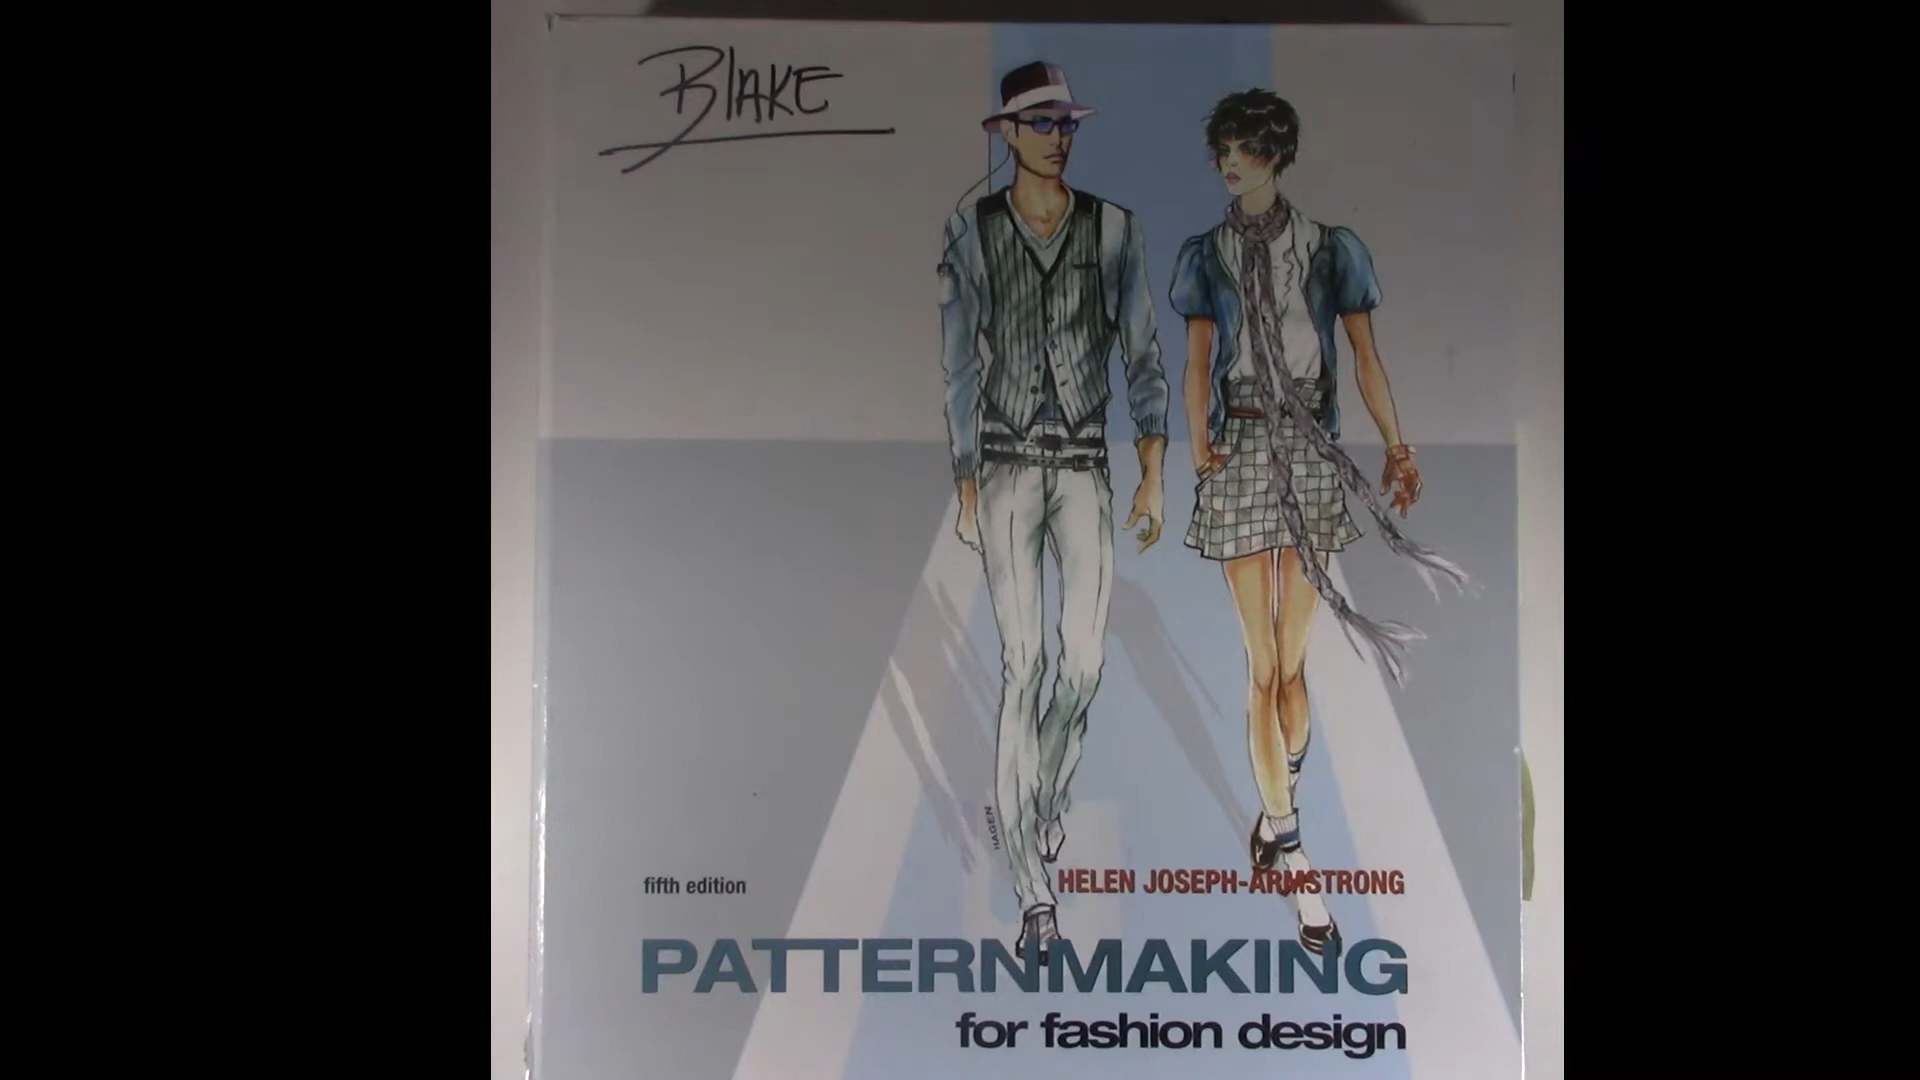 BLAKE
HAGEN
fifth edition
HELEN JOSEPH-ARMSTRONG
PATTERNMAKING
for fashion design